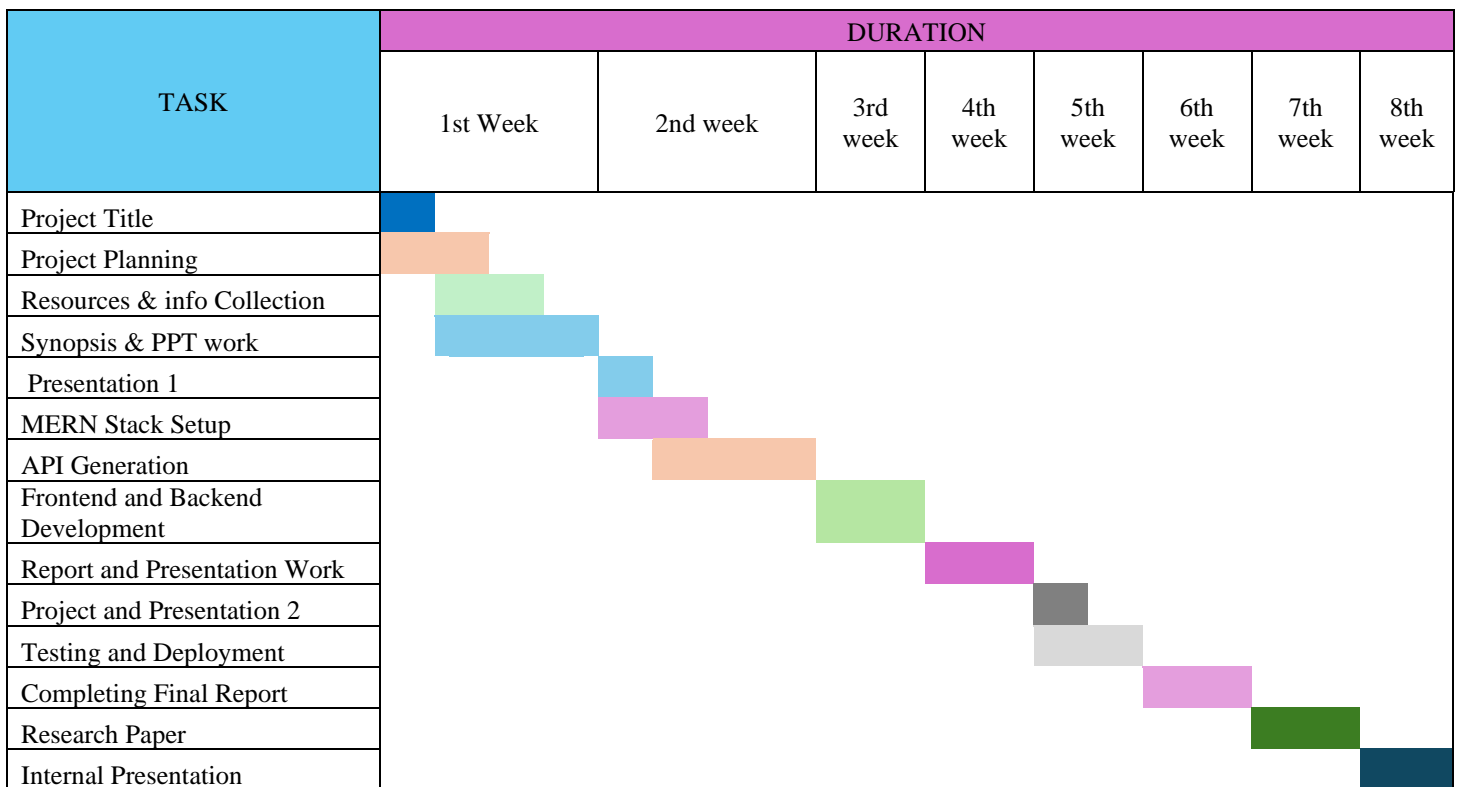 TASK
DURATION
1st Week
2nd week
3rd
week
4th
week
5th
week
6th
week
7th
week
8th
week
Project Title
Project Planning
Resources & info Collection
Synopsis & PPT work
Presentation 1
MERN Stack Setup
API Generation
Frontend and Backend
Development
Report and Presentation Work
Project and Presentation 2
Testing and Deployment
Completing Final Report
Research Paper
Internal Presentation